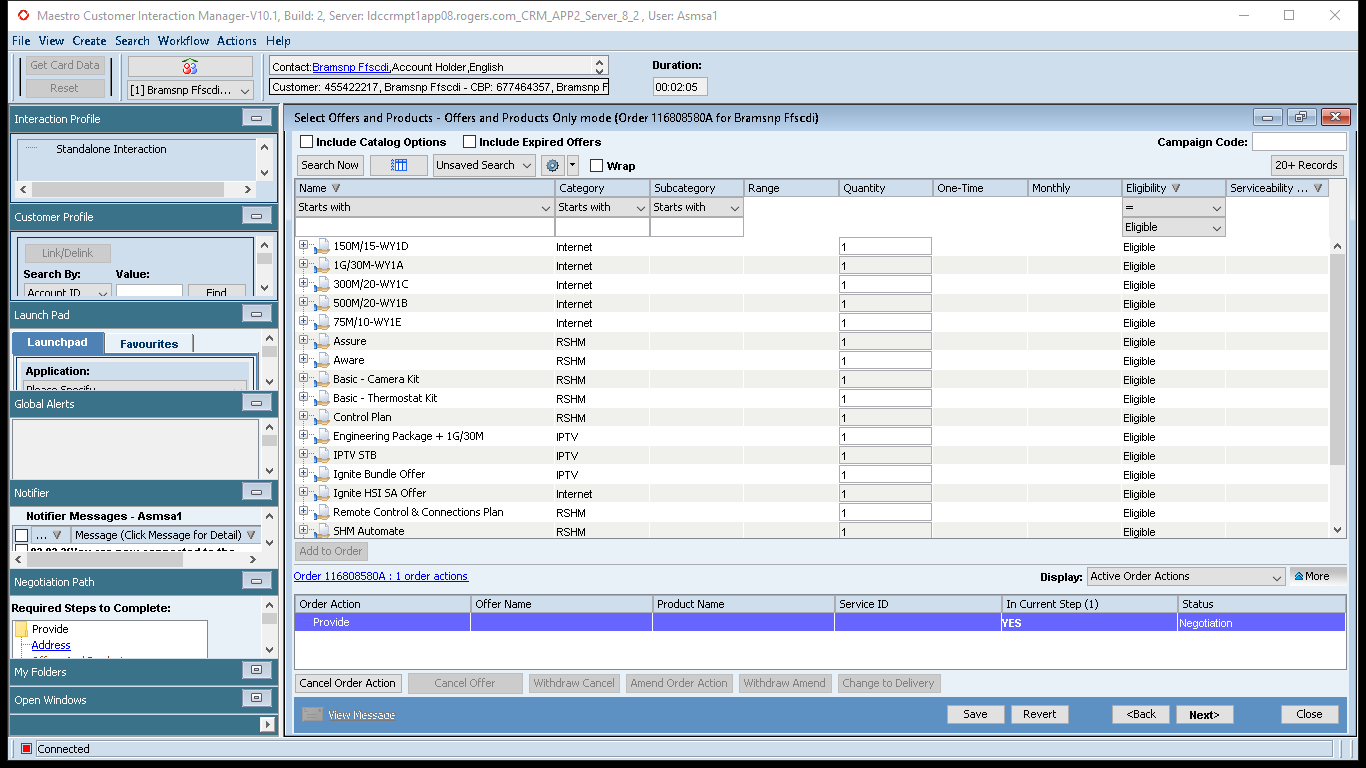 Maestro Customer Interaction Manager-V10.1, Build: 2, Server: ldccrmpt1app08.rogers.com_CRM_APP2_Server_8_2 , User: Asmsa1
File View Create Search Workflow Actions Help
Get Card Data
Reset
[1] Bramsnp Ffscdi...
Contact:Bramsnp Ffscdi,Account Holder,English
Customer: 455422217, Bramsnp Ffscdi - CBP: 677464357, Bramsnp F
Duration:
00:02:05
Interaction Profile
Standalone Interaction
Customer Profile
Link/Delink
Search By: Value:
Account ID Find
Launch Pad
Launchpad Favourites
Application:
Please Specify
Global Alerts
Notifier
Notifier Messages - Asmsa1
... Message (Click Message for Detail)
Negotiation Path
Required Steps to Complete:
Provide
Address
My Folders
Open Windows
Select Offers and Products - Offers and Products Only mode (Order 116808580A for Bramsnp Ffscdi)
Include Catalog Options Include Expired Offers Campaign Code:
Search Now Unsaved Search Wrap 20+ Records
Name Category Subcategory Range Quantity One-Time Monthly Eligibility Serviceability ...
Starts with Starts with Starts with =
Eligible
150M/15-WY1D Internet 1 Eligible
1G/30M-WY1A Internet 1 Eligible
300M/20-WY1C Internet 1 Eligible
500M/20-WY1B Internet 1 Eligible
75M/10-WY1E Internet 1 Eligible
Assure RSHM 1 Eligible
Aware RSHM 1 Eligible
Basic - Camera Kit RSHM 1 Eligible
Basic - Thermostat Kit RSHM 1 Eligible
Control Plan RSHM 1 Eligible
Engineering Package + 1G/30M IPTV 1 Eligible
IPTV STB IPTV 1 Eligible
Ignite Bundle Offer IPTV 1 Eligible
Ignite HSI SA Offer Internet 1 Eligible
Remote Control & Connections Plan RSHM 1 Eligible
SHM Automate RSHM 1 Eligible
Add to Order
Order 116808580A : 1 order actions Display: Active Order Actions More
Order Action Offer Name Product Name Service ID In Current Step (1) Status
Provide YES Negotiation
Cancel Order Action Cancel Offer Withdraw Cancel Amend Order Action Withdraw Amend Change to Delivery
View Message Save Revert <Back Next> Close
Connected